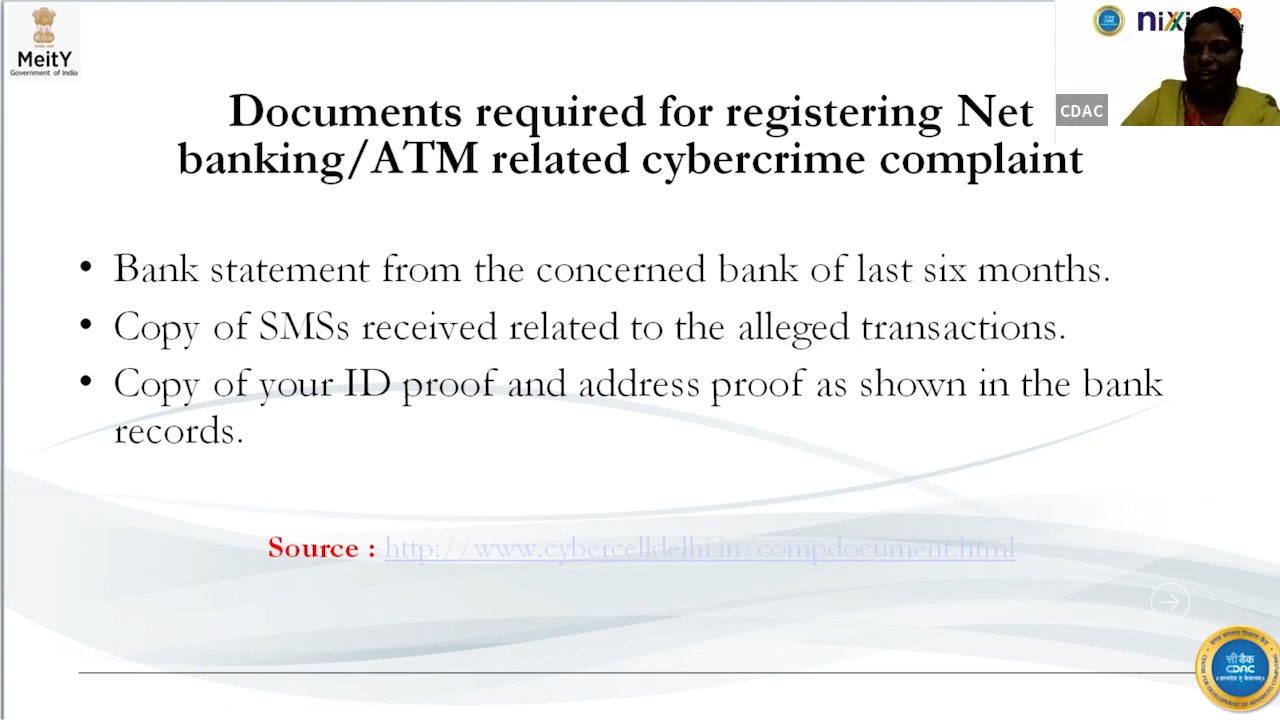 MeitY
Government of India
CDAC
Documents required for registering Net
banking/ATM related cybercrime complaint
• Bank statement from the concerned bank of last six months.
• Copy of SMSs received related to the alleged transactions.
• Copy of your ID proof and address proof as shown in the bank
records.
Source : http://www.cybercelldelhi.in/compdocument.html
सी डैक
CDAC